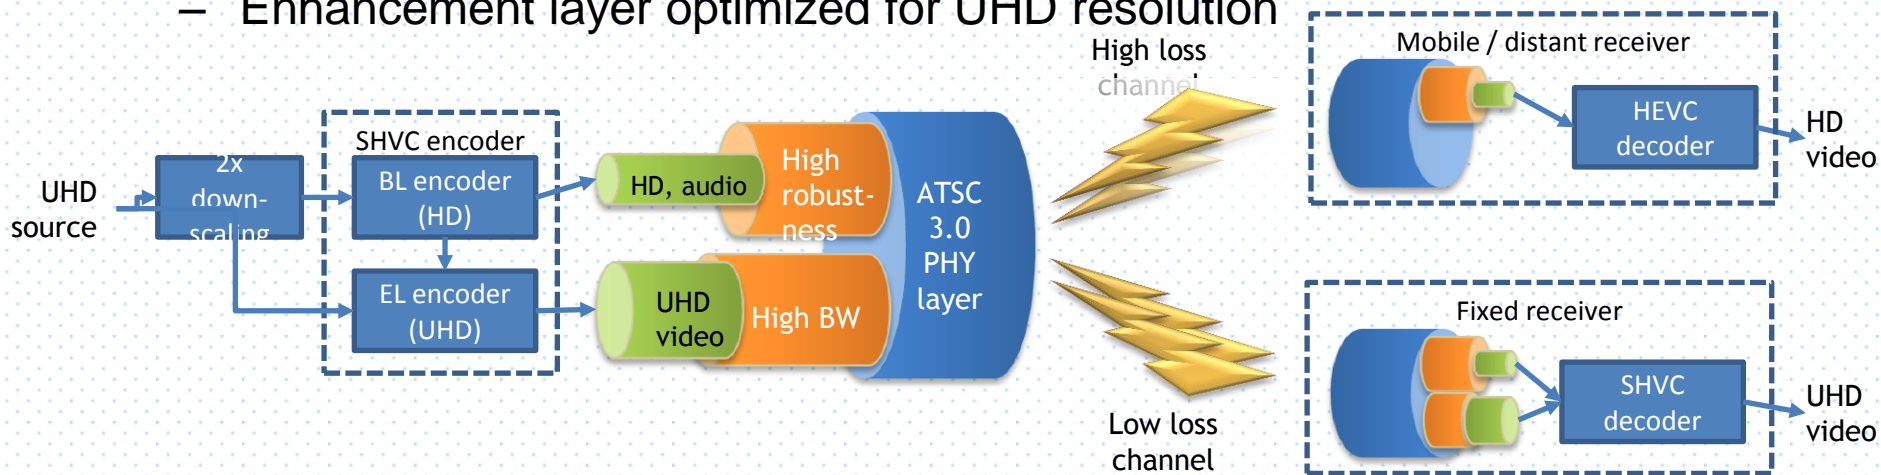 – Enhancement layer optimized for UHD resolution
High loss
channel
Mobile / distant receiver
SHVC encoder
UHD
source
2x
down-
scaling
BL encoder
(HD)
HD, audio
High
robust-
ness
ATSC
3.0
PHY
layer
HEVC
decoder
HD
video
EL encoder
(UHD)
UHD
video
High BW
Fixed receiver
SHVC
decoder
UHD
video
Low loss
channel